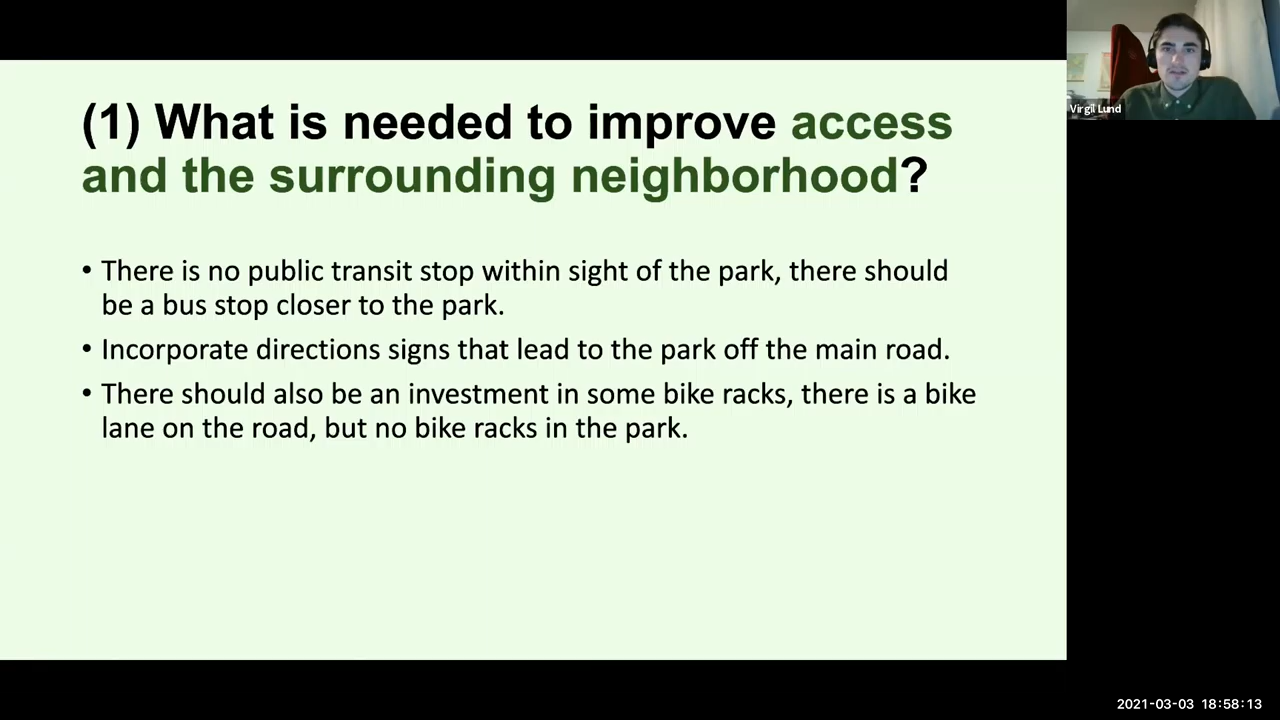 (1) What is needed to improve access
and the surrounding neighborhood?
• There is no public transit stop within sight of the park, there should
be a bus stop closer to the park.
• Incorporate directions signs that lead to the park off the main road.
• There should also be an investment in some bike racks, there is a bike
lane on the road, but no bike racks in the park.
Virgil Lund
2021-03-03 18:58:13